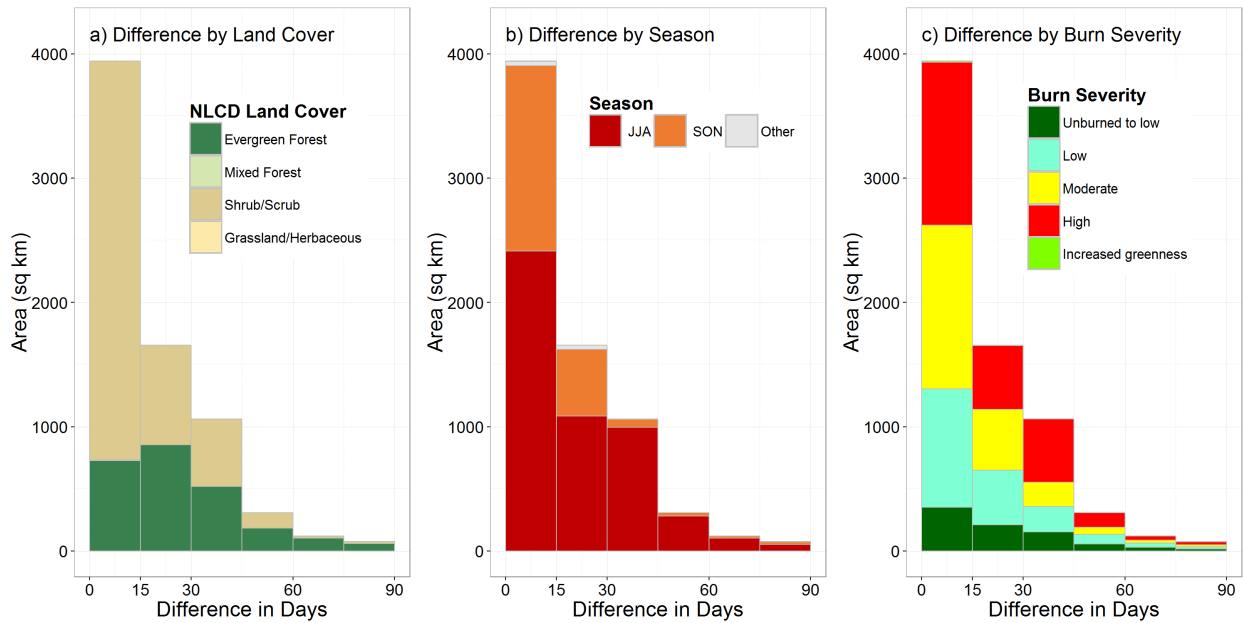 a) Difference by Land Cover
4000
3000
2000
1000
0
Area (sq km)
NLCD Land Cover
Evergreen Forest
Mixed Forest
Shrub/Scrub
Grassland/Herbaceous
0 15 30 60 90
Difference in Days
b) Difference by Season
4000
3000
2000
1000
0
Area (sq km)
Season
JJA SON Other
0 15 30 60 90
Difference in Days
c) Difference by Burn Severity
4000
3000
2000
1000
0
Area (sq km)
Burn Severity
Unburned to low
Low
Moderate
High
Increased greenness
0 15 30 60 90
Difference in Days